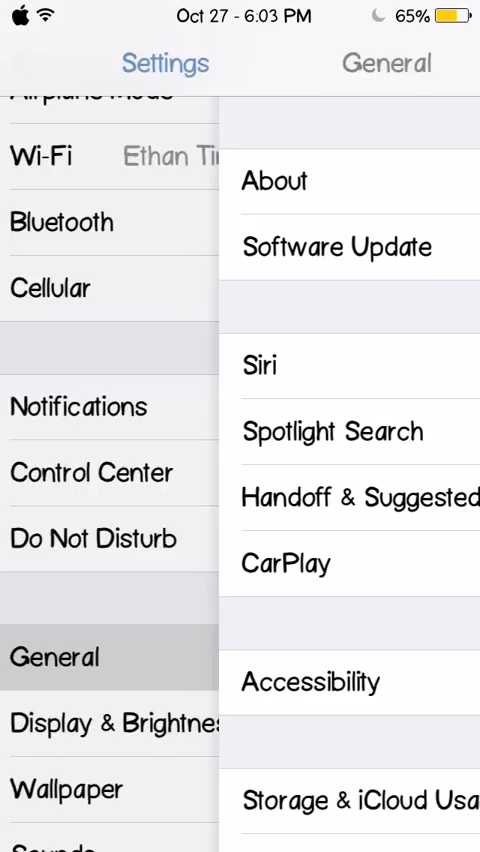 Oct 27 - 6:03 PM
65%
Settings
General
Airplane Mode
Wi-Fi
Ethan Ti
Bluetooth
Cellular
Notifications
Control Center
Do Not Disturb
General
Display & Brightne
Wallpaper
Sounds
About
Software Update
Siri
Spotlight Search
Handoff & Suggested
CarPlay
Accessibility
Storage & iCloud Usa